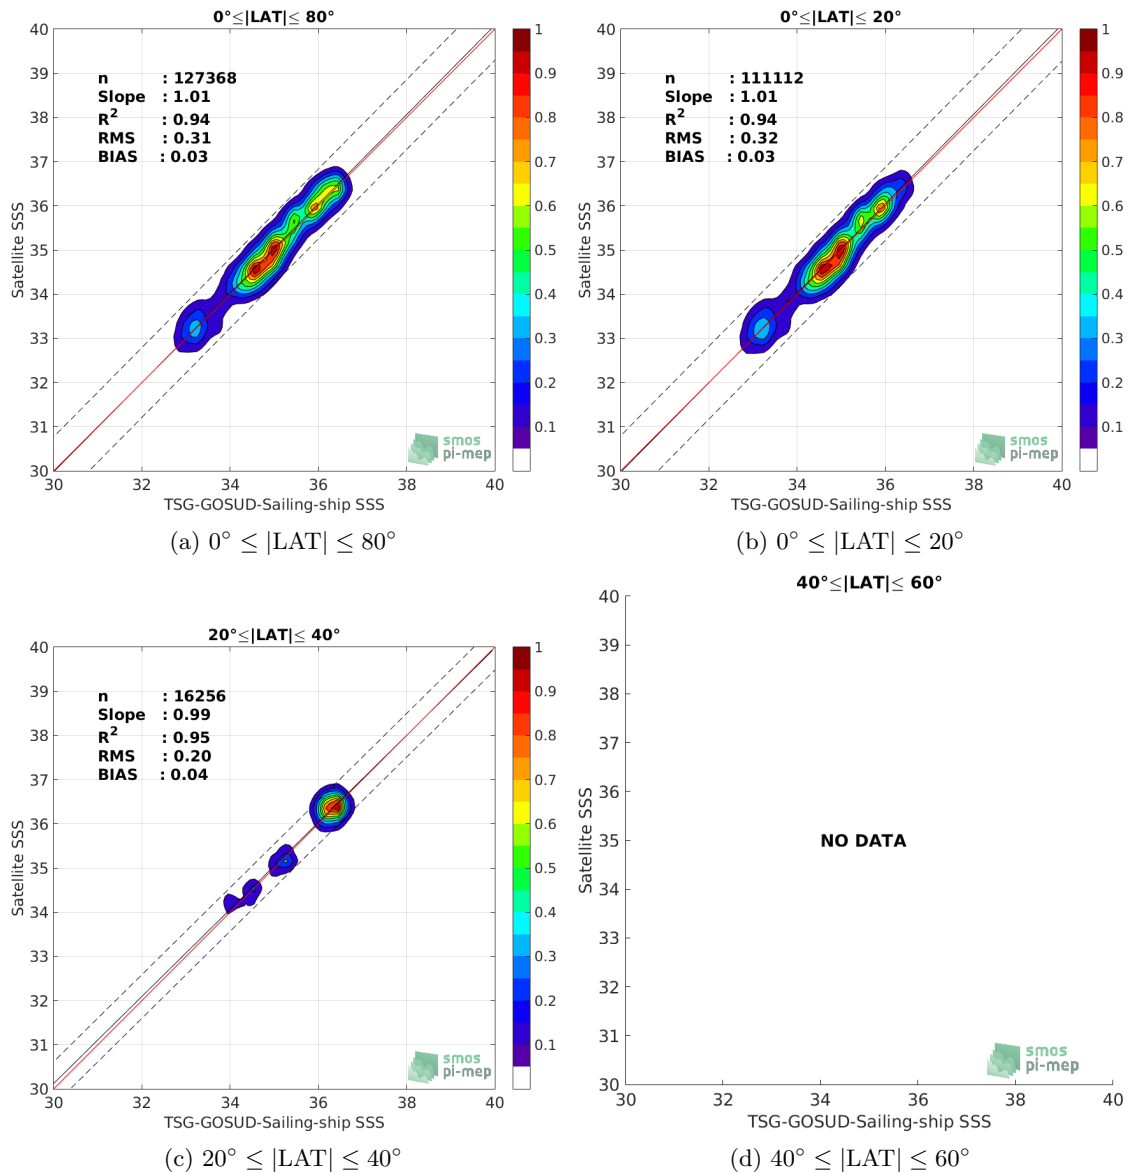 0°≤|LAT|≤ 80°
40
39
38
37
36
35
34
33
32
31
30
Satellite SSS
n : 127368
Slope : 1.01
R2 : 0.94
RMS : 0.31
BIAS : 0.03
smos
pi-mep
30 32 34 36 38 40
TSG-GOSUD-Sailing-ship SSS
1
0.9
0.8
0.7
0.6
0.5
0.4
0.3
0.2
0.1
(a) 0° ≤ |LAT| ≤ 80°
0°≤|LAT|≤ 20°
40
39
38
37
36
35
34
33
32
31
30
Satellite SSS
n : 111112
Slope : 1.01
R2 : 0.94
RMS : 0.32
BIAS : 0.03
smos
pi-mep
30 32 34 36 38 40
TSG-GOSUD-Sailing-ship SSS
1
0.9
0.8
0.7
0.6
0.5
0.4
0.3
0.2
0.1
(b) 0° ≤ |LAT| ≤ 20°
20°≤|LAT|≤ 40°
40
39
38
37
36
35
34
33
32
31
30
Satellite SSS
n : 16256
Slope : 0.99
R2 : 0.95
RMS : 0.20
BIAS : 0.04
smos
pi-mep
30 32 34 36 38 40
TSG-GOSUD-Sailing-ship SSS
1
0.9
0.8
0.7
0.6
0.5
0.4
0.3
0.2
0.1
(c) 20° ≤ |LAT| ≤ 40°
40°≤|LAT|≤ 60°
40
39
38
37
36
35
34
33
32
31
30
Satellite SSS
NO DATA
smos
pi-mep
30 32 34 36 38 40
TSG-GOSUD-Sailing-ship SSS
(d) 40° ≤ |LAT| ≤ 60°